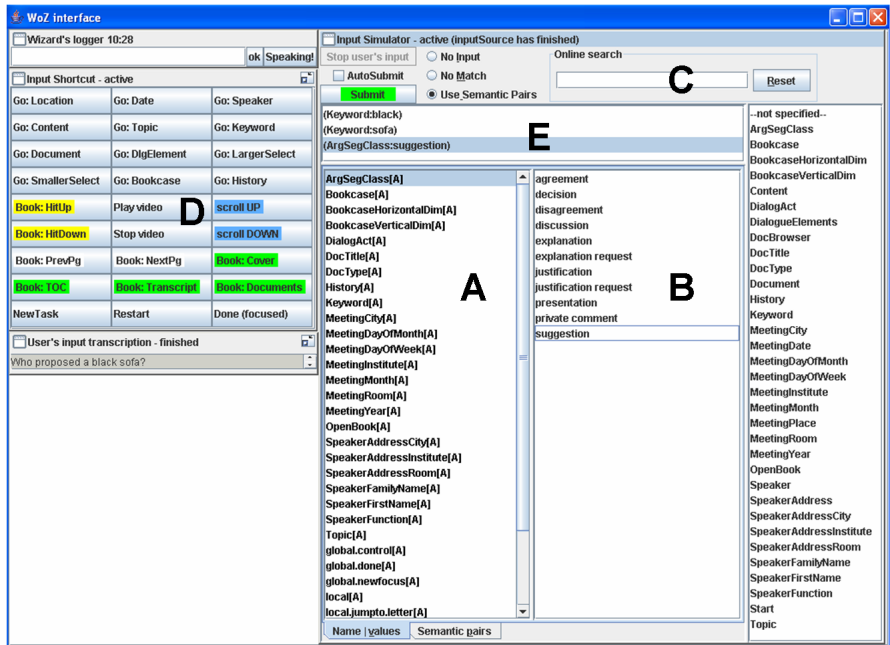 WoZ interface
Wizard's logger 10:28
ok Speaking!
Input Shortcut - active
Go: Location Go: Date Go: Speaker
Go: Content Go: Topic Go: Keyword
Go: Document Go: DlgElement Go: LargerSelect
Go: SmallerSelect Go: Bookcase Go: History
Book: HitUp Play video D scroll UP
Book: HitDown Stop video scroll DOWN
Book: PrevPg Book: NextPg Book: Cover
Book: TOC Book: Transcript Book: Documents
NewTask Restart Done (focused)
User's input transcription - finished
Who proposed a black sofa?
Input Simulator - active (inputSource has finished)
Stop user's input No Input
AutoSubmit No Match
Submit Use Semantic Pairs
Online search
C
Reset
(Keyword:black)
(Keyword:sofa)
(ArgSegClass:suggestion)
E
ArgSegClass[A]
Bookcase[A]
BookcaseHorizontalDim[A]
BookcaseVerticalDim[A]
DialogAct[A]
DocTitle[A]
DocType[A]
History[A]
Keyword[A]
MeetingCity[A]
MeetingDayOfMonth[A]
MeetingDayOfWeek[A]
MeetingInstitute[A]
MeetingMonth[A]
MeetingRoom[A]
MeetingYear[A]
OpenBook[A]
SpeakerAddressCity[A]
SpeakerAddressInstitute[A]
SpeakerAddressRoom[A]
SpeakerFamilyName[A]
SpeakerFirstName[A]
SpeakerFunction[A]
Topic[A]
global.control[A]
global.done[A]
global.newfocus[A]
local[A]
local.jumpto.letter[A]
A
agreement
decision
disagreement
discussion
explanation
explanation request
justification
justification request
presentation
private comment
suggestion
B
Name | values Semantic pairs
--not specified--
ArgSegClass
Bookcase
BookcaseHorizontalDim
BookcaseVerticalDim
Content
DialogAct
DialogueElements
DocBrowser
DocTitle
DocType
Document
History
Keyword
MeetingCity
MeetingDate
MeetingDayOfMonth
MeetingDayOfWeek
MeetingInstitute
MeetingMonth
MeetingPlace
MeetingRoom
MeetingYear
OpenBook
Speaker
SpeakerAddress
SpeakerAddressCity
SpeakerAddressInstitute
SpeakerAddressRoom
SpeakerFamilyName
SpeakerFirstName
SpeakerFunction
Start
Topic